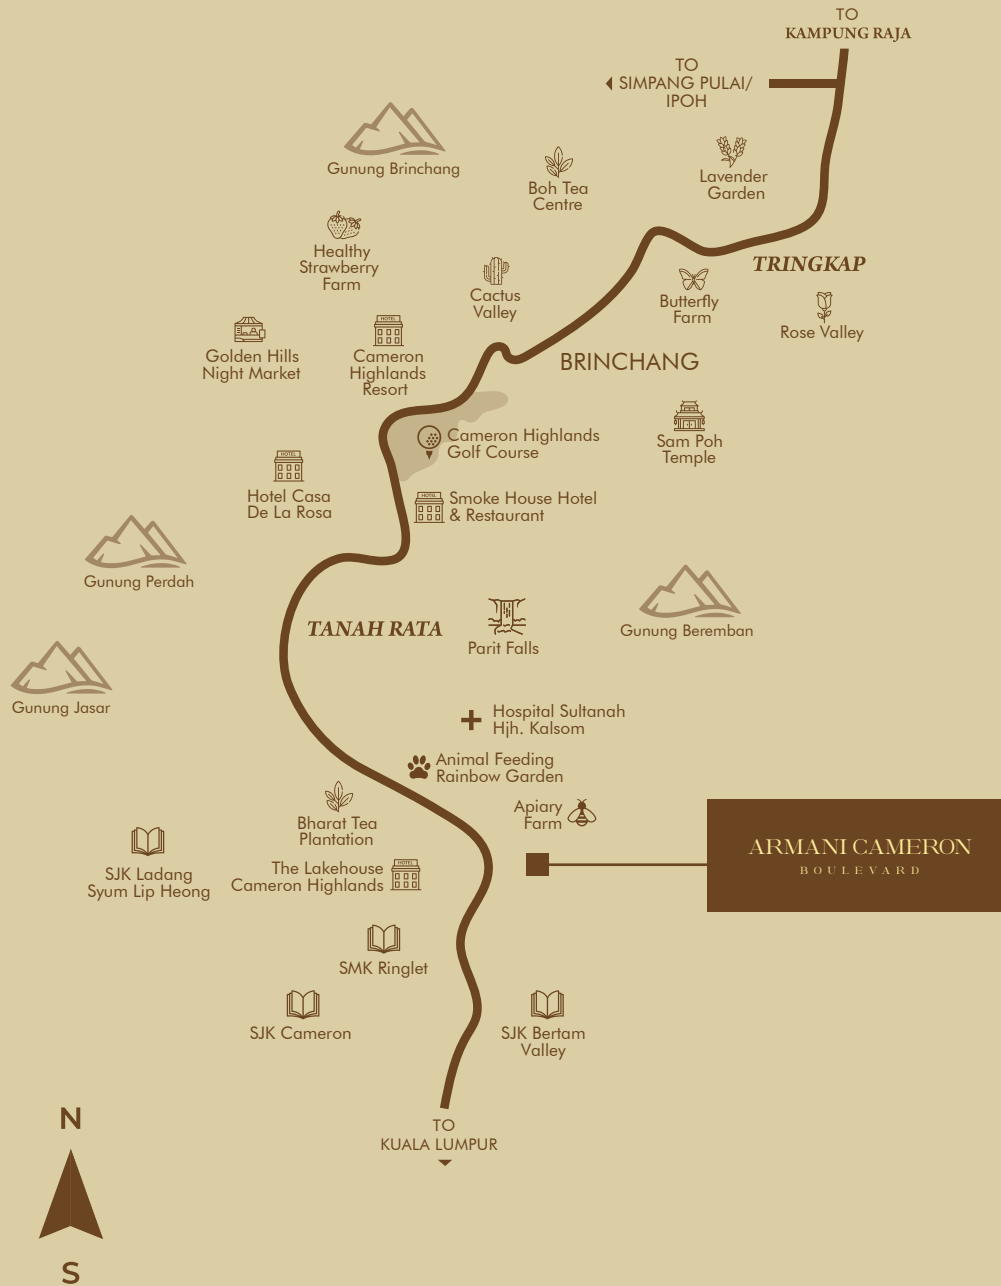 TO
KAMPUNG RAJA
TO
SIMPANG PULAI/
IPOH
Gunung Brinchang
Boh Tea
Centre
Lavender
Garden
Healthy
Strawberry
Farm
TRINGKAP
Cactus
Valley
Butterfly
Farm
Rose Valley
Golden Hills
Night Market
HOTEL
Cameron
Highlands
Resort
BRINCHANG
Cameron Highlands
Golf Course
Sam Poh
Temple
HOTEL
Hotel Casa
De La Rosa
HOTEL
Smoke House Hotel
& Restaurant
Gunung Perdah
TANAH RATA
Parit Falls
Gunung Beremban
Gunung Jasar
Hospital Sultanah
Hjh. Kalsom
Animal Feeding
Rainbow Garden
Apiary
Farm
Bharat Tea
Plantation
ARMANI CAMERON
BOULEVARD
SJK Ladang
Syum Lip Heong
The Lakehouse
Cameron Highlands
HOTEL
SMK Ringlet
SJK Cameron
SJK Bertam
Valley
TO
KUALA LUMPUR
N
S